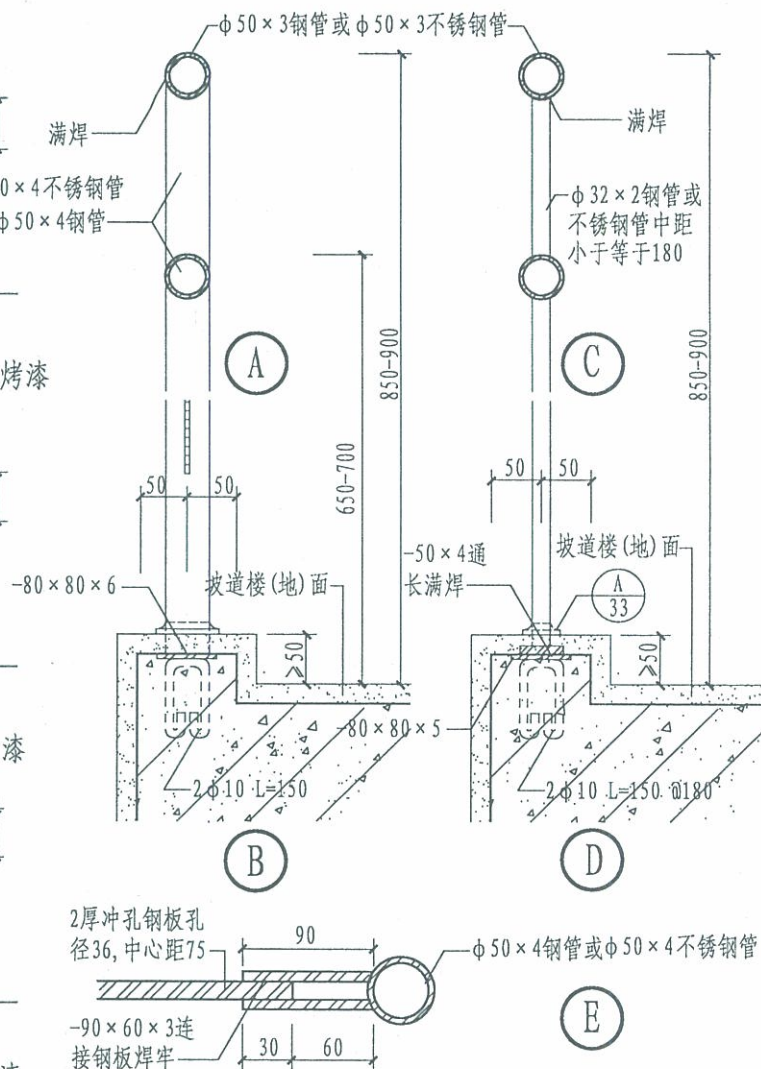 ϕ50×3钢管或ϕ50×3不锈钢管
满焊
满焊
0×4不锈钢管
ϕ50×4钢管
ϕ32×2钢管或
不锈钢管中距
小于等于180
A
C
烤漆
850-900
850-900
650-700
50
50
50
50
-80×80×6
坡道楼(地)面
-50×4通
长满焊
坡道楼(地)面
A
33
≥50
≥50
-80×80×5
漆
2ϕ10 L=150
2ϕ10 L=150 @180
B
D
2厚冲孔钢板孔
径36,中心距75
90
ϕ50×4钢管或ϕ50×4不锈钢管
-90×60×3连
接钢板焊牢
30
60
E